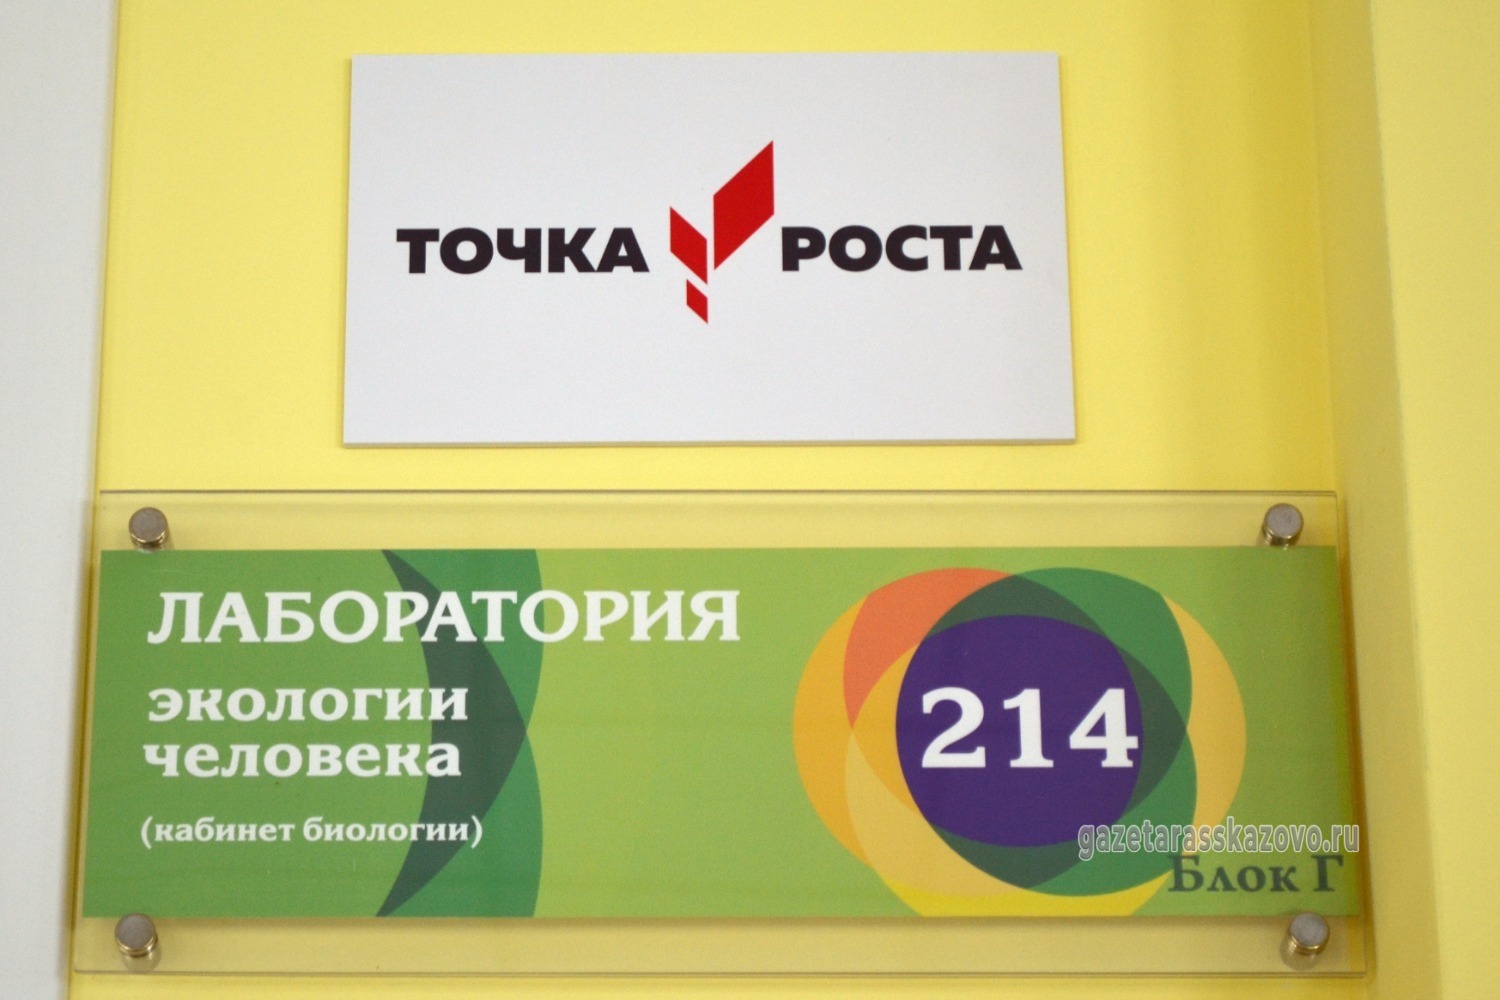 ТОЧКА РОСТА
ЛАБОРАТОРИЯ
экологии
человека
(кабинет биологии)
214
gazetarasskazovo.ru
Блок Г